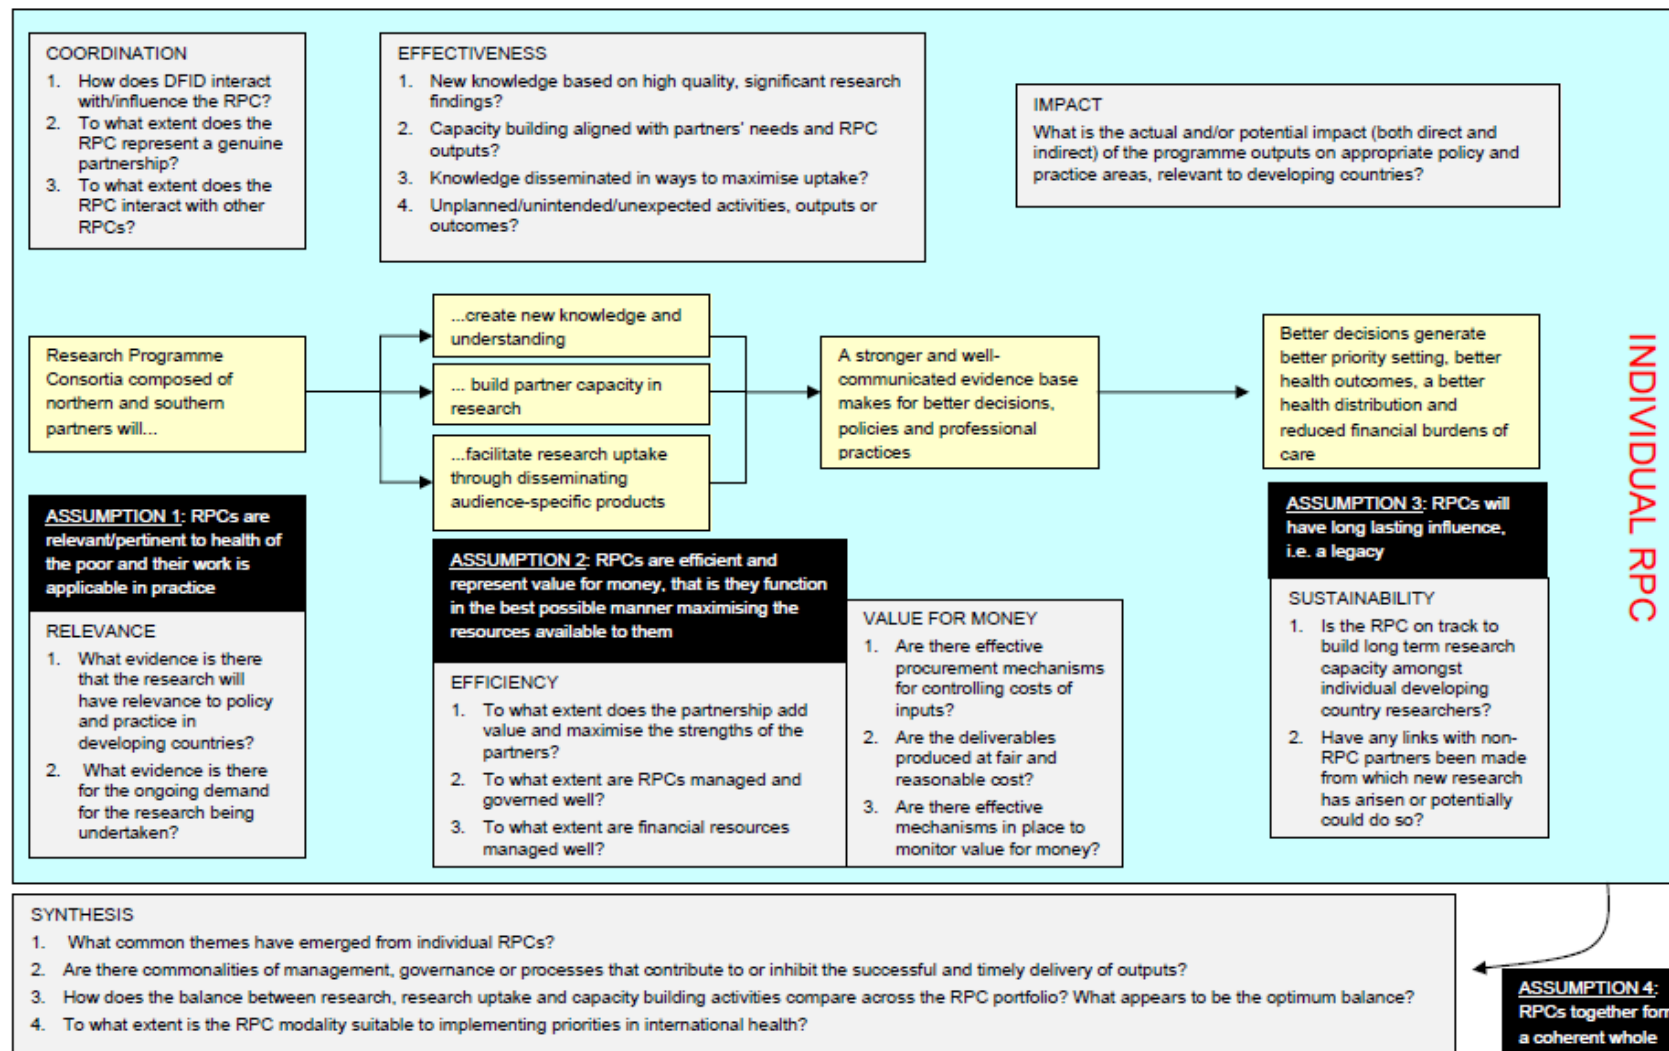 COORDINATION
1. How does DFID interact
with/influence the RPC?
2. To what extent does the
RPC represent a genuine
partnership?
3. To what extent does the
RPC interact with other
RPCs?
EFFECTIVENESS
1. New knowledge based on high quality, significant research
findings?
2. Capacity building aligned with partners' needs and RPC
outputs?
3. Knowledge disseminated in ways to maximise uptake?
4. Unplanned/unintended/unexpected activities, outputs or
outcomes?
IMPACT
What is the actual and/or potential impact (both direct and
indirect) of the programme outputs on appropriate policy and
practice areas, relevant to developing countries?
Research Programme
Consortia composed of
northern and southern
partners will...
...create new knowledge and
understanding
... build partner capacity in
research
...facilitate research uptake
through disseminating
audience-specific products
A stronger and well-
communicated evidence base
makes for better decisions,
policies and professional
practices
Better decisions generate
better priority setting, better
health outcomes, a better
health distribution and
reduced financial burdens of
care
INDIVIDUAL RPC
ASSUMPTION 1: RPCs are
relevant/pertinent to health of
the poor and their work is
applicable in practice
RELEVANCE
1. What evidence is there
that the research will
have relevance to policy
and practice in
developing countries?
2. What evidence is there
for the ongoing demand
for the research being
undertaken?
ASSUMPTION 2: RPCs are efficient and
represent value for money, that is they function
in the best possible manner maximising the
resources available to them
EFFICIENCY
1. To what extent does the partnership add
value and maximise the strengths of the
partners?
2. To what extent are RPCs managed and
governed well?
3. To what extent are financial resources
managed well?
VALUE FOR MONEY
1. Are there effective
procurement mechanisms
for controlling costs of
inputs?
2. Are the deliverables
produced at fair and
reasonable cost?
3. Are there effective
mechanisms in place to
monitor value for money?
ASSUMPTION 3: RPCs will
have long lasting influence,
i.e. a legacy
SUSTAINABILITY
1. Is the RPC on track to
build long term research
capacity amongst
individual developing
country researchers?
2. Have any links with non-
RPC partners been made
from which new research
has arisen or potentially
could do so?
SYNTHESIS
1. What common themes have emerged from individual RPCs?
2. Are there commonalities of management, governance or processes that contribute to or inhibit the successful and timely delivery of outputs?
3. How does the balance between research, research uptake and capacity building activities compare across the RPC portfolio? What appears to be the optimum balance?
4. To what extent is the RPC modality suitable to implementing priorities in international health?
ASSUMPTION 4:
RPCs together form
a coherent whole